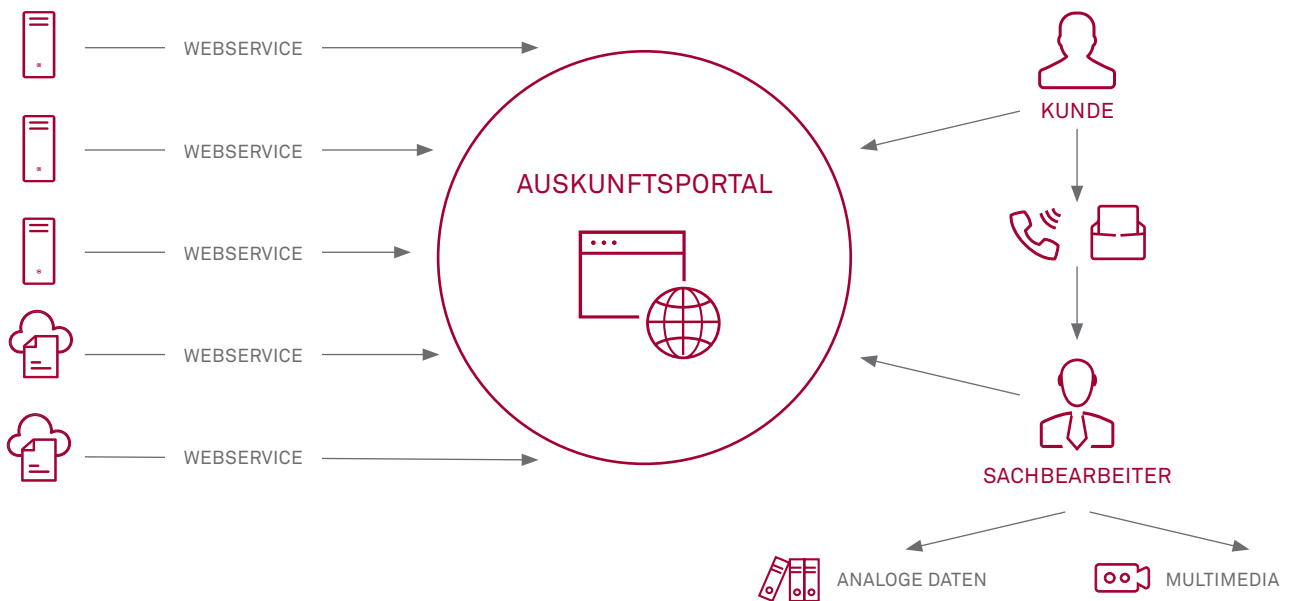 WEBSERVICE
WEBSERVICE
WEBSERVICE
WEBSERVICE
WEBSERVICE
AUSKUNFTSPORTAL
KUNDE
SACHBEARBEITER
ANALOGE DATEN
MULTIMEDIA